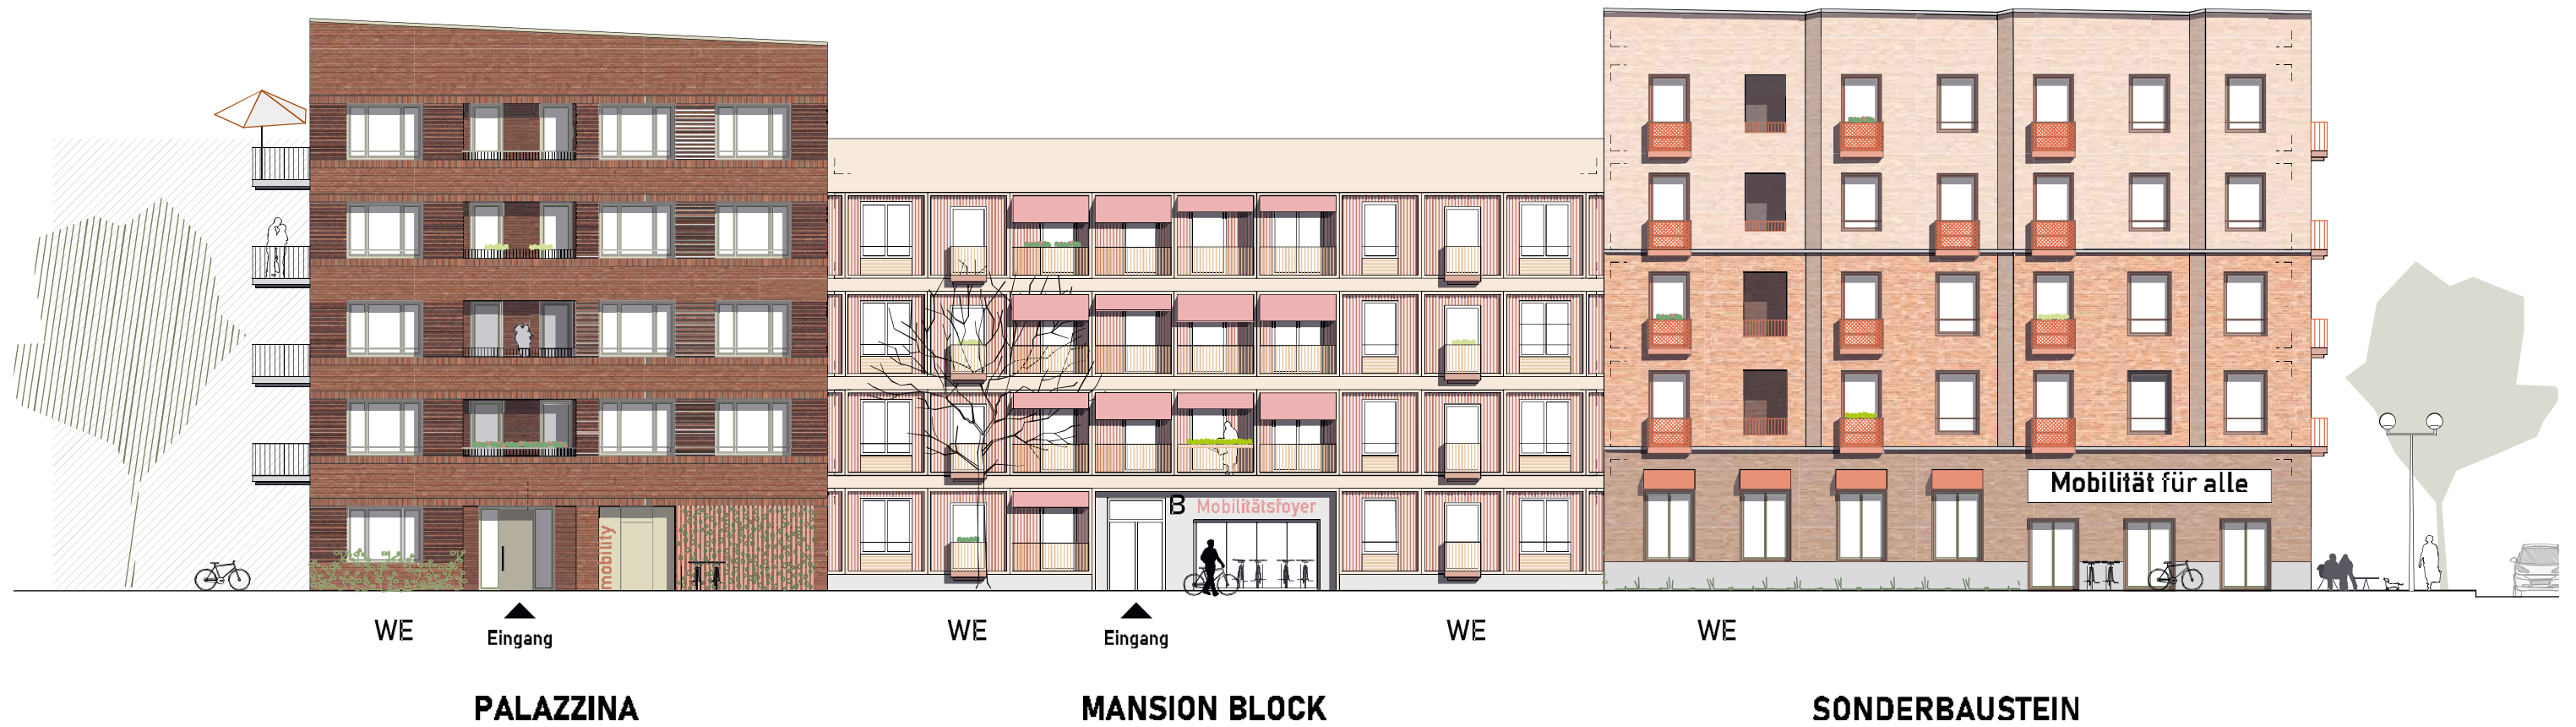 Mobilität für alle
B Mobilitätsfoyer
mobility
WE
Eingang
WE
Eingang
WE
WE
PALAZZINA
MANSION BLOCK
SONDERBAUSTEIN